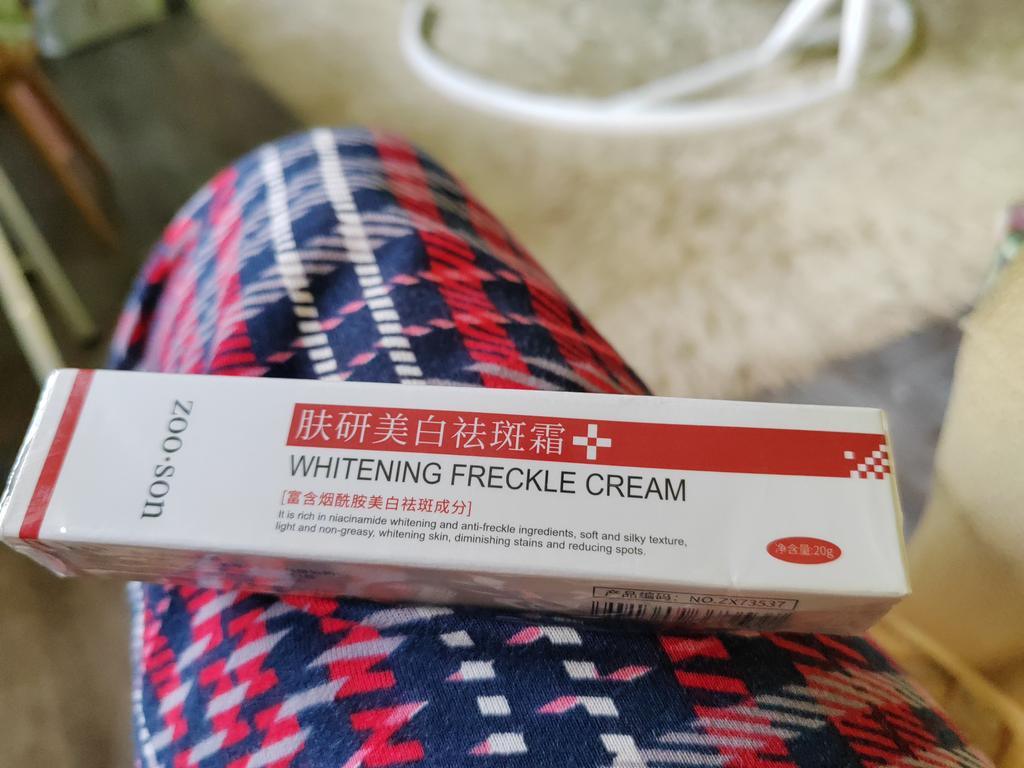 zoo·son
肤研美白祛斑霜
WHITENING FRECKLE CREAM
[富含烟酰胺美白祛斑成分]
It is rich in niacinamide whitening and anti-freckle ingredients, soft and silky texture,
light and non-greasy, whitening skin, diminishing stains and reducing spots.
净含量:20g
产品编码: NO.ZX73537